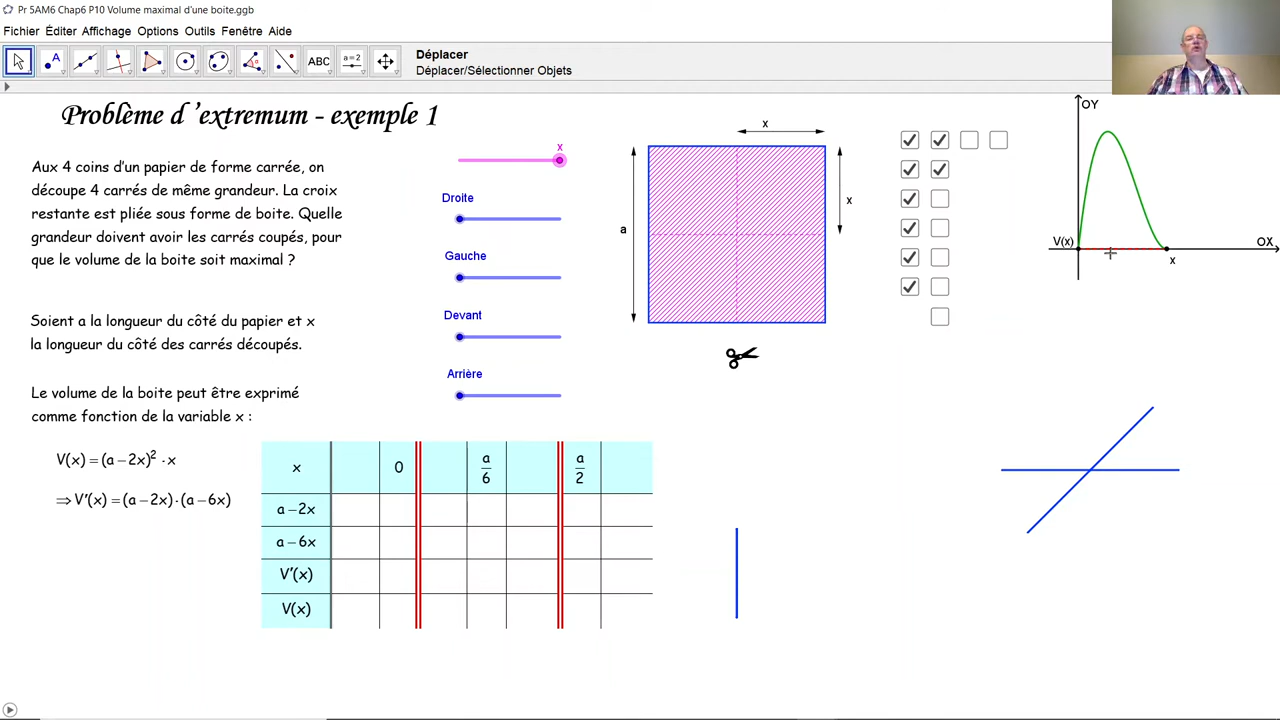 Pr 5AM6 Chap6 P10 Volume maximal d'une boite.ggb
Fichier Éditer Affichage Options Outils Fenêtre Aide
A
ABC
a=2
Déplacer
Déplacer/Sélectionner Objets
Problème d 'extremum - exemple 1
Aux 4 coins d'un papier de forme carrée, on
découpe 4 carrés de même grandeur. La croix
restante est pliée sous forme de boite. Quelle
grandeur doivent avoir les carrés coupés, pour
que le volume de la boite soit maximal ?
Soient a la longueur du côté du papier et x
la longueur du côté des carrés découpés.
Le volume de la boite peut être exprimé
comme fonction de la variable x :
V(x) = (a−2x)² · x
⇒ V'(x) = (a−2x)·(a−6x)
x
Droite
Gauche
Devant
Arrière
x
a
x
OY
V(x)
OX
x
x 0 a/6 a/2
a−2x
a−6x
V'(x)
V(x)